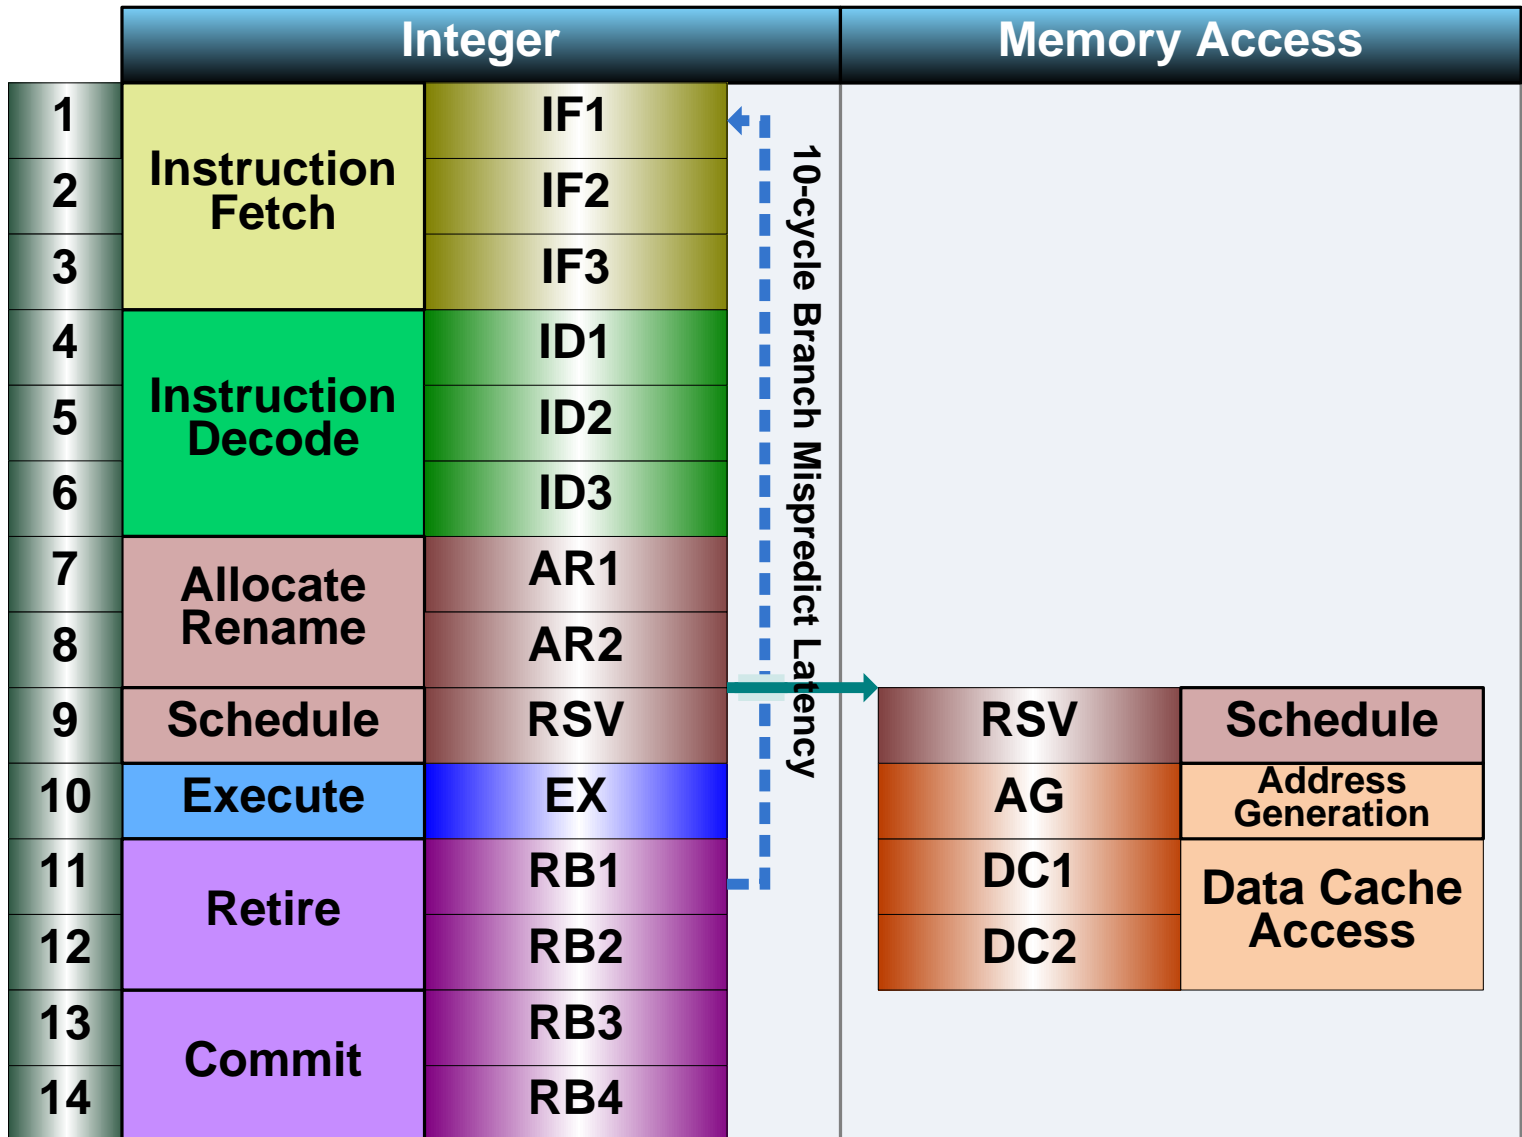 Integer
Memory Access
1
Instruction
Fetch
IF1
2
IF2
3
IF3
10-cycle Branch Mispredict Latency
4
Instruction
Decode
ID1
5
ID2
6
ID3
7
Allocate
Rename
AR1
8
AR2
9
Schedule
RSV
RSV
Schedule
10
Execute
EX
AG
Address
Generation
11
Retire
RB1
DC1
Data Cache
Access
12
RB2
DC2
13
Commit
RB3
14
RB4